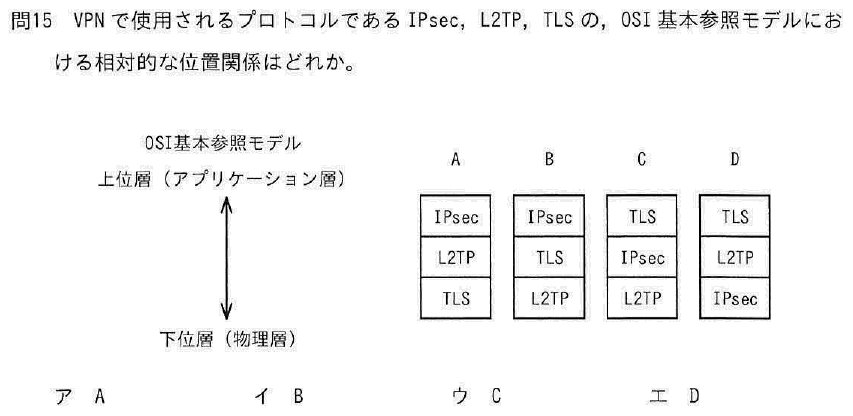 問15 VPNで使用されるプロトコルであるIPsec，L2TP，TLSの，OSI基本参照モデルにお
ける相対的な位置関係はどれか。
OSI基本参照モデル
上位層（アプリケーション層）
下位層（物理層）
A B C D
IPsec IPsec TLS TLS
L2TP TLS IPsec L2TP
TLS L2TP L2TP IPsec
ア A イ B ウ C エ D